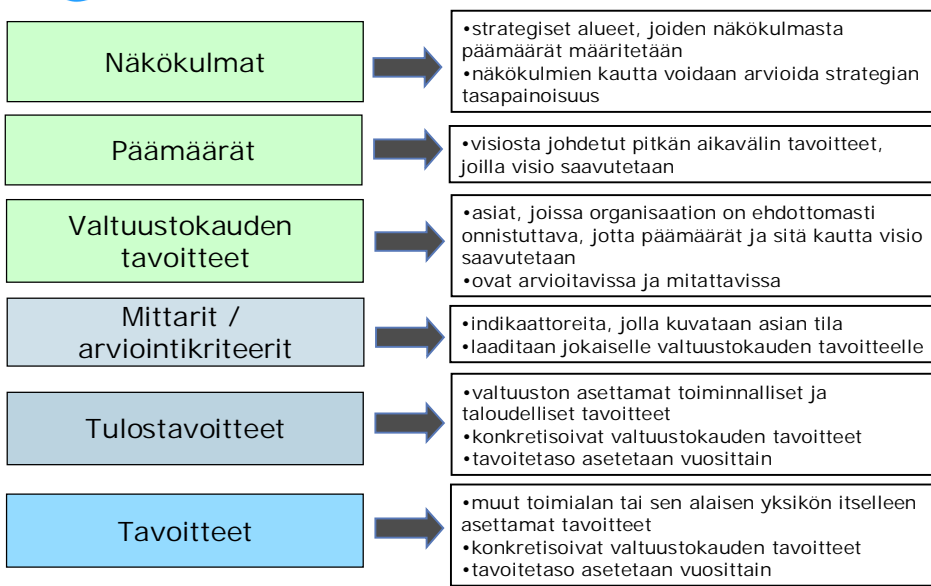 Näkökulmat
•strategiset alueet, joiden näkökulmasta
päämäärät määritetään
•näkökulmien kautta voidaan arvioida strategian
tasapainoisuus
Päämäärät
•visiosta johdetut pitkän aikavälin tavoitteet,
joilla visio saavutetaan
Valtuustokauden
tavoitteet
•asiat, joissa organisaation on ehdottomasti
onnistuttava, jotta päämäärät ja sitä kautta visio
saavutetaan
•ovat arvioitavissa ja mitattavissa
Mittarit /
arviointikriteerit
•indikaattoreita, jolla kuvataan asian tila
•laaditaan jokaiselle valtuustokauden tavoitteelle
Tulostavoitteet
•valtuuston asettamat toiminnalliset ja
taloudelliset tavoitteet
•konkretisoivat valtuustokauden tavoitteet
•tavoitetaso asetetaan vuosittain
Tavoitteet
•muut toimialan tai sen alaisen yksikön itselleen
asettamat tavoitteet
•konkretisoivat valtuustokauden tavoitteet
•tavoitetaso asetetaan vuosittain